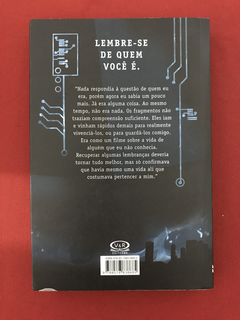 LEMBRE-SE
DE QUEM
VOCÊ É.
"Nada respondia à questão de quem eu
era, porém agora eu sabia um pouco
mais. Já era alguma coisa. Ao mesmo
tempo, não era nada. Os fragmentos não
traziam compreensão suficiente. Eles iam
e vinham rápidos demais para realmente
vivenciá-los, ou para guardá-los comigo.
Era como um filme sobre a vida de
alguém que eu não conhecia.
Recuperar algumas lembranças deveria
tornar tudo melhor, mas só confirmava
que havia mesmo uma vida ali que
costumava pertencer a mim."
V&R
EDITORAS